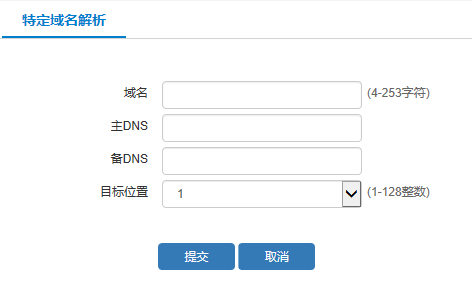 特定域名解析
域名 (4-253字符)
主DNS
备DNS
目标位置 1 (1-128整数)
提交 取消